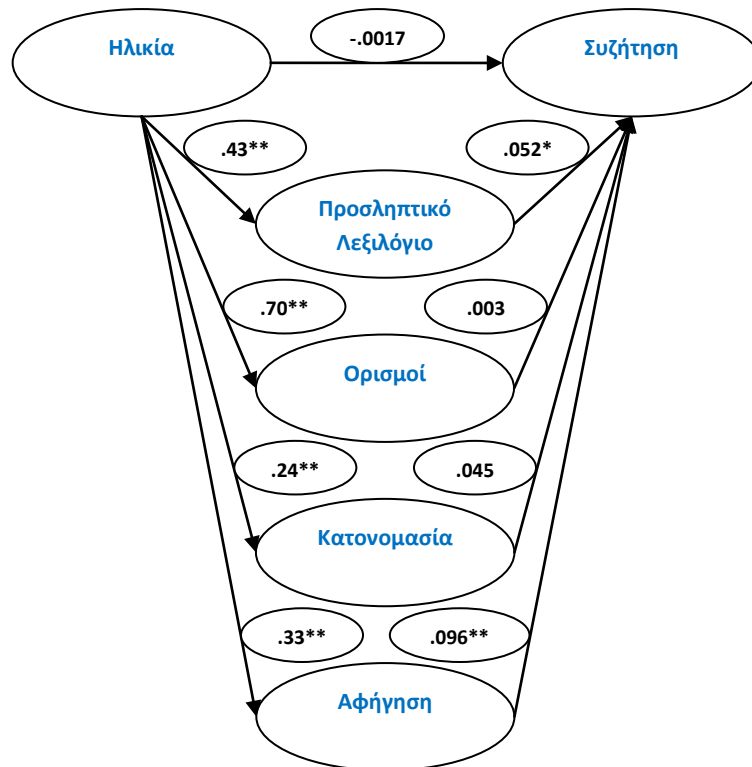 Ηλικία
-.0017
Συζήτηση
.43**
.052*
Προσληπτικό
Λεξιλόγιο
.70**
.003
Ορισμοί
.24**
.045
Κατονομασία
.33**
.096**
Αφήγηση